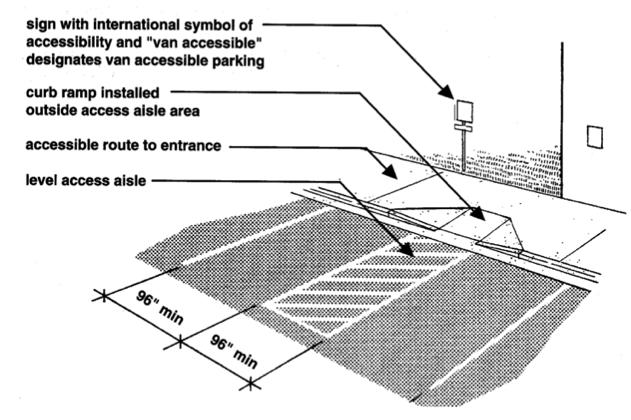 sign with international symbol of
accessibility and "van accessible"
designates van accessible parking
curb ramp installed
outside access aisle area
accessible route to entrance
level access aisle
96" min
96" min